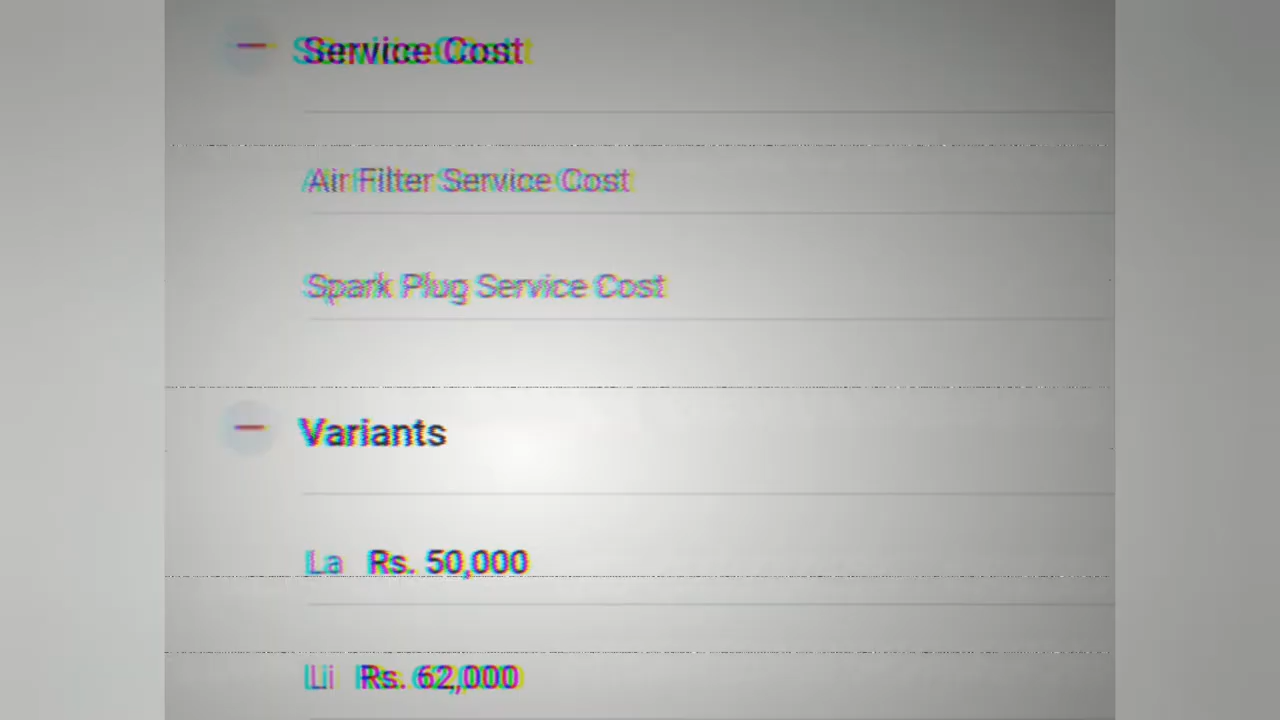 Service Cost
Air Filter Service Cost
Spark Plug Service Cost
Variants
La Rs. 50,000
Li Rs. 62,000